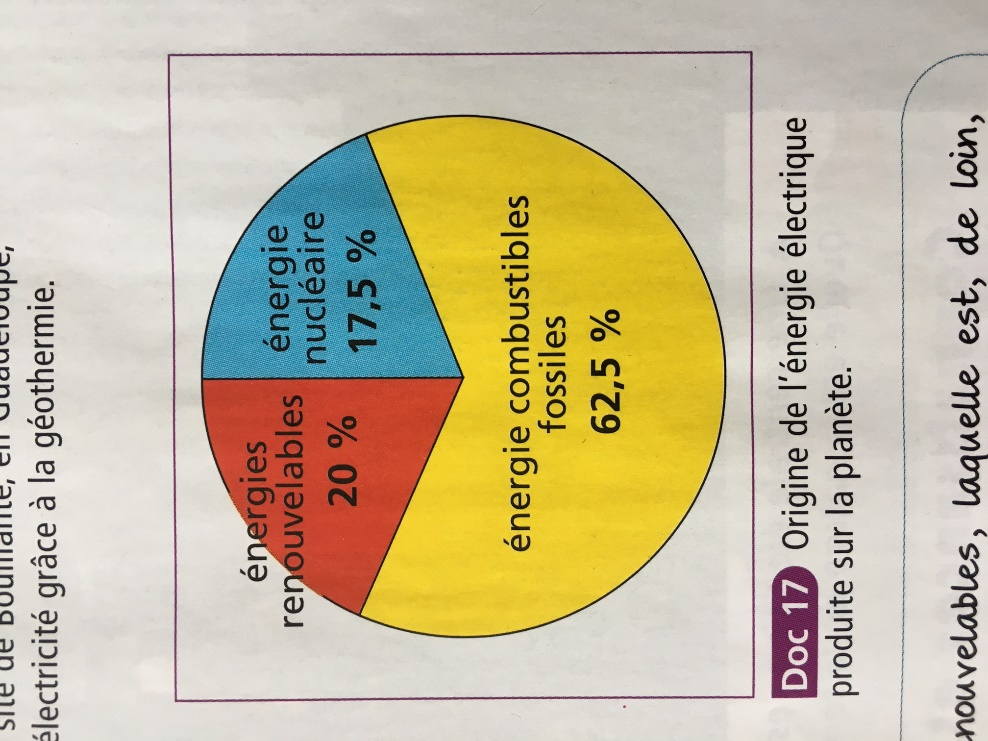 site de Bouillante, en Guadeloupe,
électricité grâce à la géothermie.
énergies
renouvelables
20 %
énergie
nucléaire
17,5 %
énergie combustibles
fossiles
62,5 %
Doc 17 Origine de l'énergie électrique
produite sur la planète.
nouvelables, laquelle est, de loin,